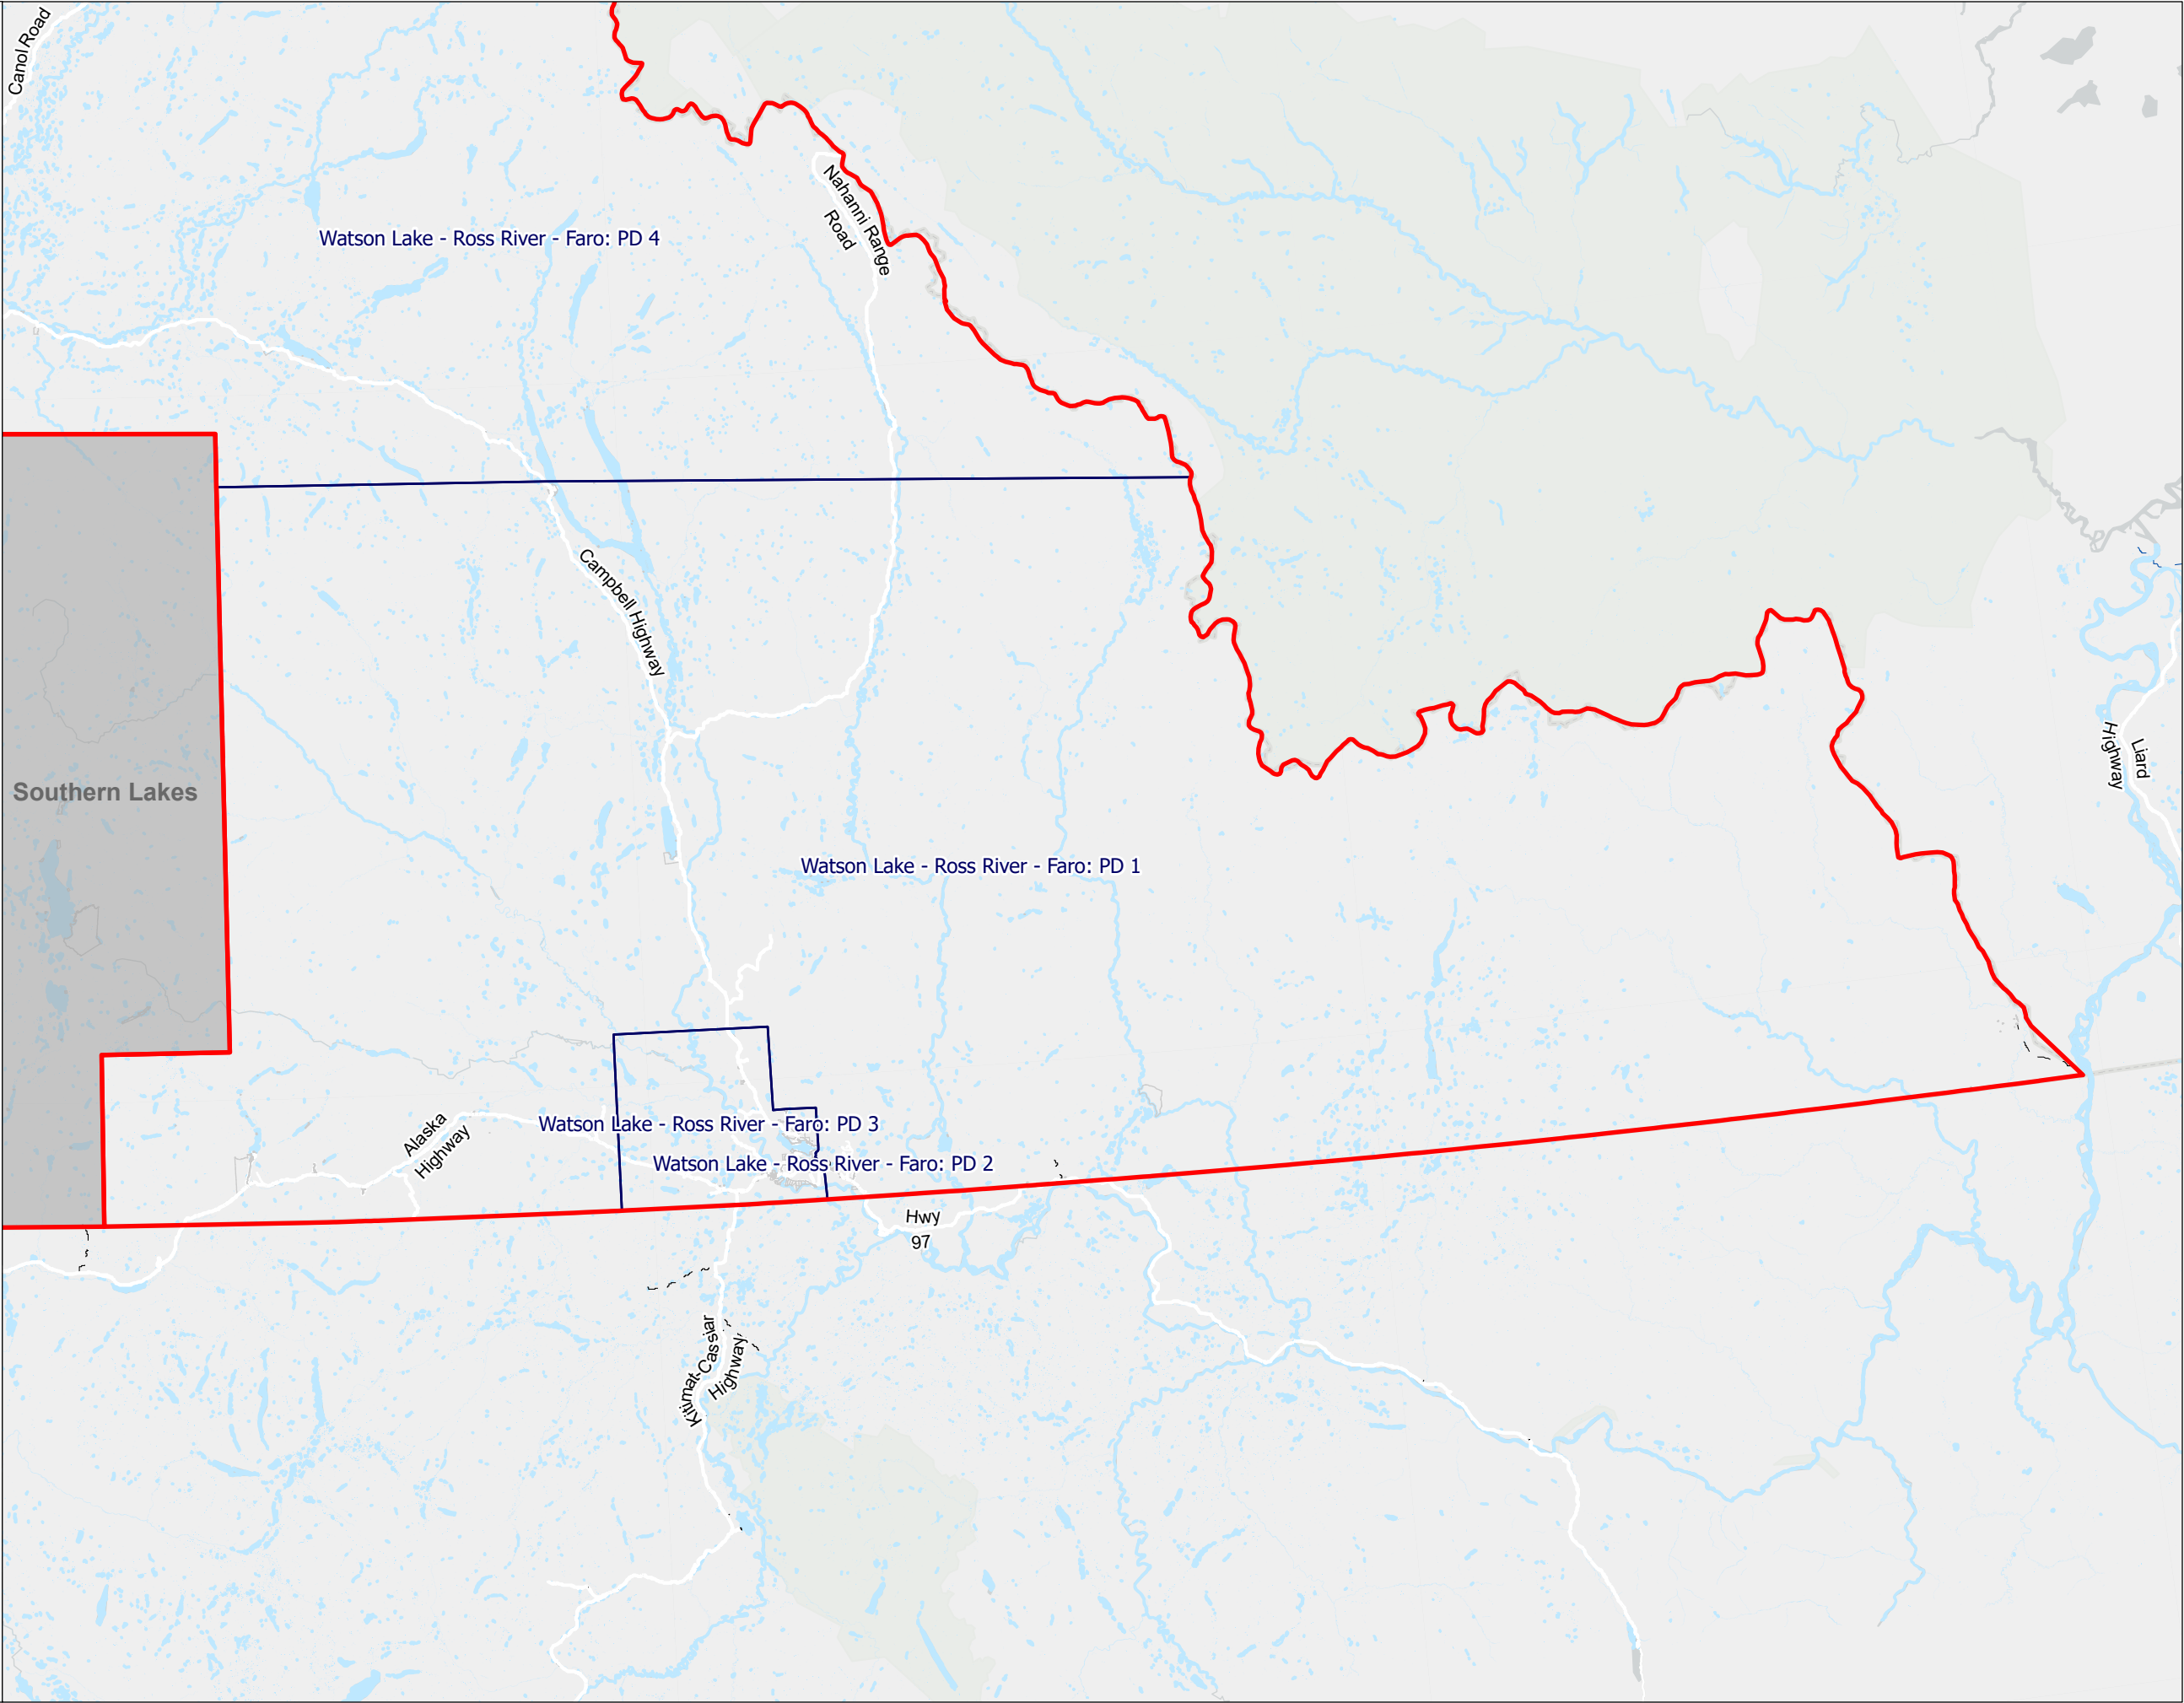 Canol Road
Nahanni Range
Road
Watson Lake - Ross River - Faro: PD 4
Campbell Highway
Liard
Highway
Southern Lakes
Watson Lake - Ross River - Faro: PD 1
Alaska
Highway
Watson Lake - Ross River - Faro: PD 3
Watson Lake - Ross River - Faro: PD 2
Hwy
97
Kitimat-Cassiar
Highway